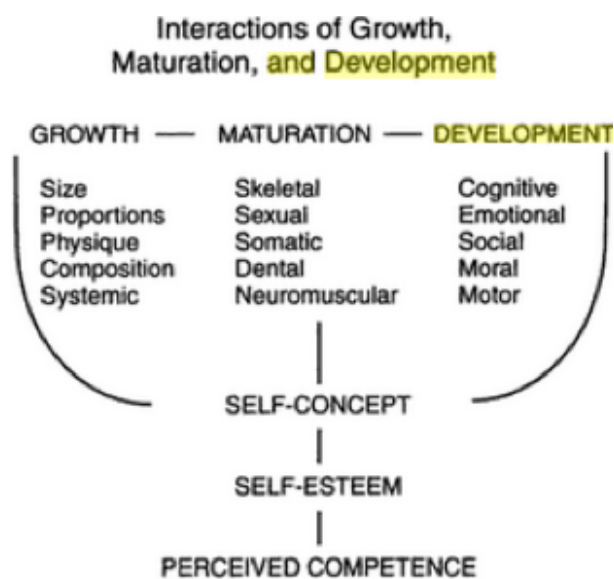 Interactions of Growth,
Maturation, and Development
GROWTH — MATURATION — DEVELOPMENT
Size Skeletal Cognitive
Proportions Sexual Emotional
Physique Somatic Social
Composition Dental Moral
Systemic Neuromuscular Motor
SELF-CONCEPT
SELF-ESTEEM
PERCEIVED COMPETENCE